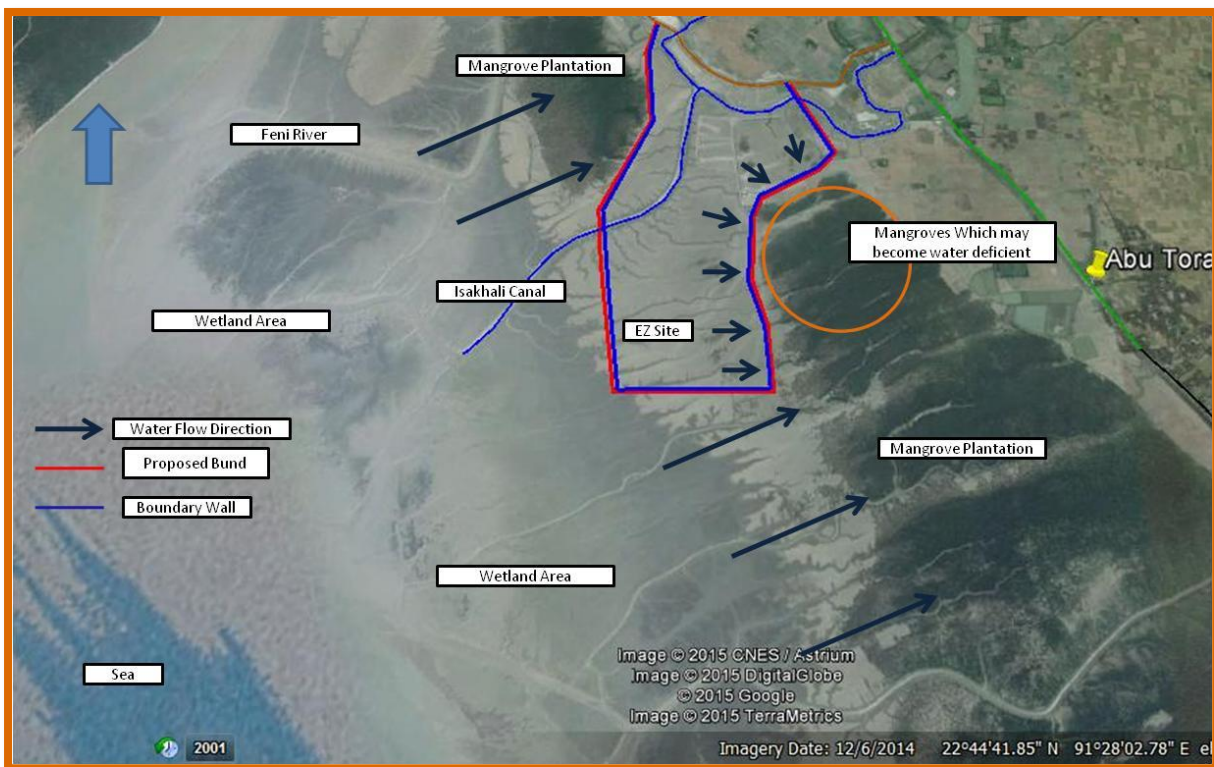 Mangrove Plantation
Feni River
Mangroves Which may
become water deficient
Abu Tora
Isakhali Canal
Wetland Area
EZ Site
Water Flow Direction
Proposed Bund
Boundary Wall
Mangrove Plantation
Wetland Area
Sea
Image © 2015 CNES / Astrium
Image © 2015 DigitalGlobe
© 2015 Google
Image © 2015 TerraMetrics
2001
Imagery Date: 12/6/2014 22°44'41.85" N 91°28'02.78" E el